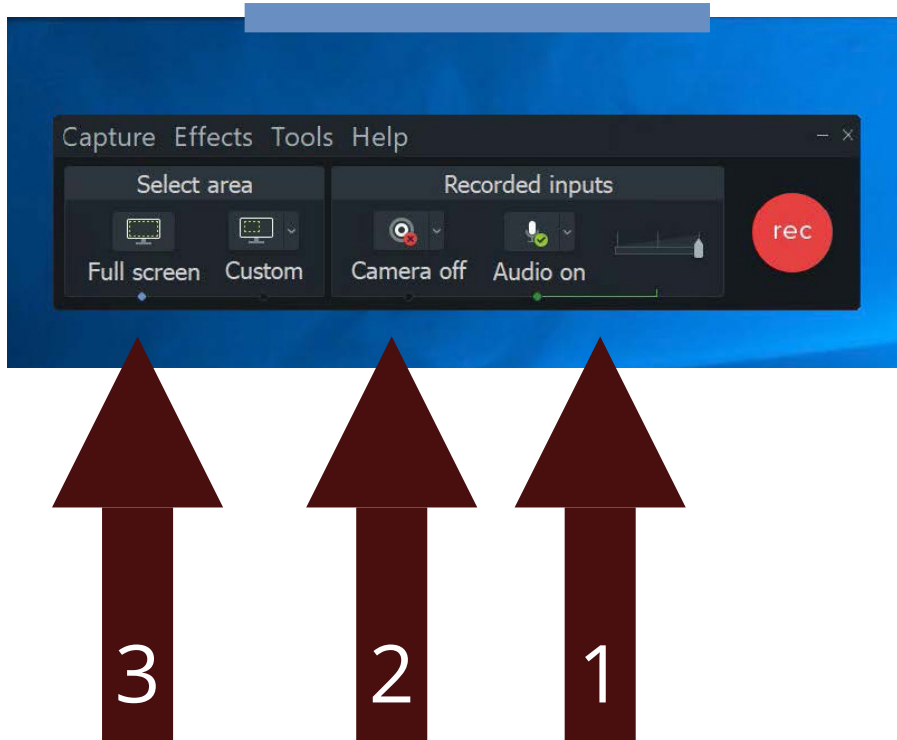 Capture Effects Tools Help
Select area
Recorded inputs
rec
Full screen Custom
Camera off Audio on
3 2 1